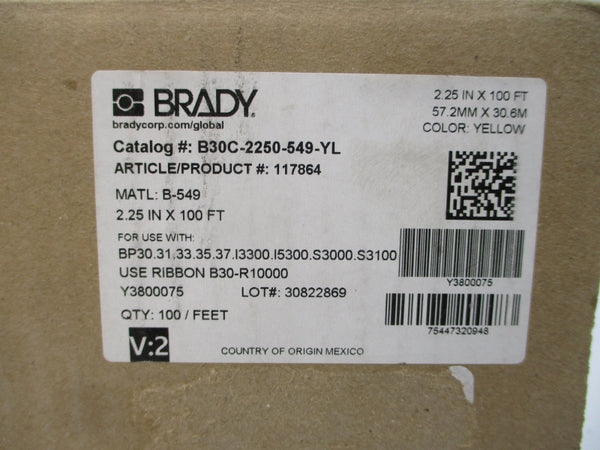 BRADY.
bradycorp.com/global
2.25 IN X 100 FT
57.2MM X 30.6M
COLOR: YELLOW
Catalog #: B30C-2250-549-YL
ARTICLE/PRODUCT #: 117864
MATL: B-549
2.25 IN X 100 FT
FOR USE WITH:
BP30.31.33.35.37.I3300.I5300.S3000.S3100
USE RIBBON B30-R10000
Y3800075
Y3800075 LOT#: 30822869
QTY: 100 / FEET
75447320948
V:2
COUNTRY OF ORIGIN MEXICO